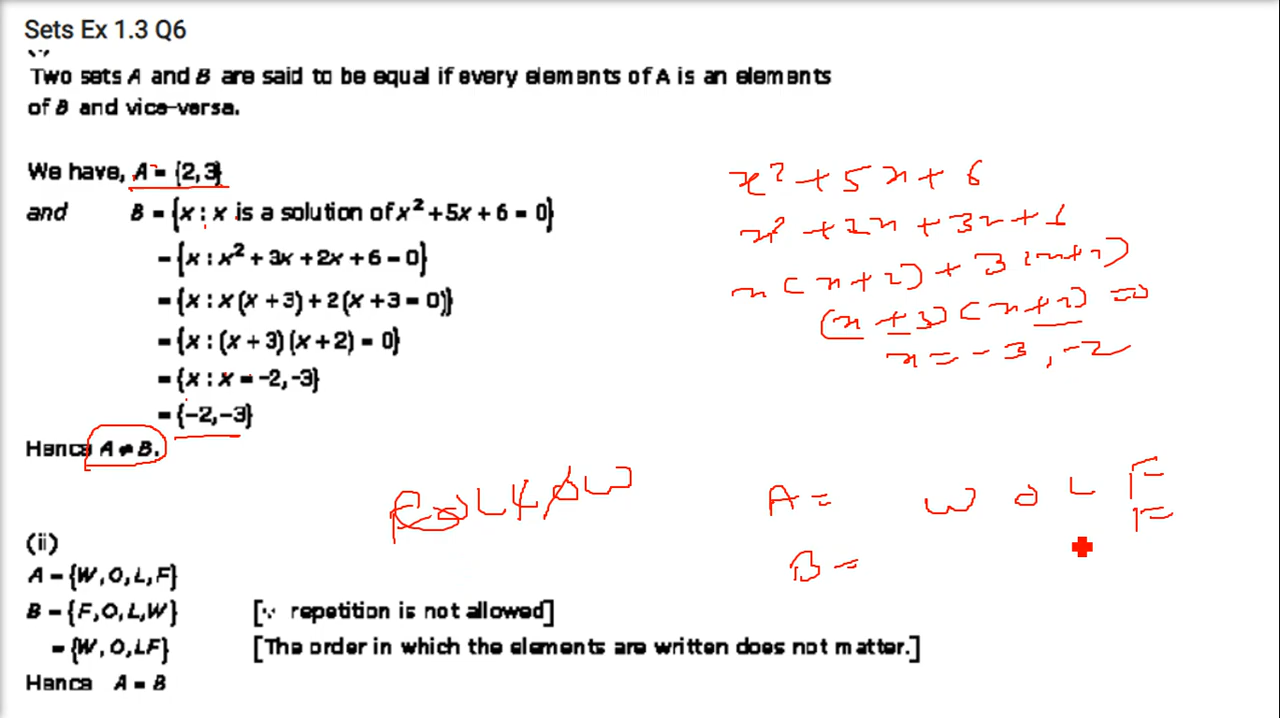 Sets Ex 1.3 Q6
Two sets A and B are said to be equal if every elements of A is an elements
of B and vice-versa.
We have, A = {2,3}
and B = {x : x is a solution of x² + 5x + 6 = 0}
= {x : x² + 3x + 2x + 6 = 0}
= {x : x(x + 3) + 2(x + 3 = 0)}
= {x : (x + 3)(x + 2) = 0}
= {x : x = -2, -3}
= {-2, -3}
Hence A ≠ B.
x² + 5x + 6
x² + 2x + 3x + 6
x(x+2) + 3(x+2)
(x+3)(x+2) = 0
x = -3, -2
A = W O L F
F
B =
(ii)
A = {W, O, L, F}
B = {F, O, L, W} [∵ repetition is not allowed]
= {W, O, LF} [The order in which the elements are written does not matter.]
Hence A = B